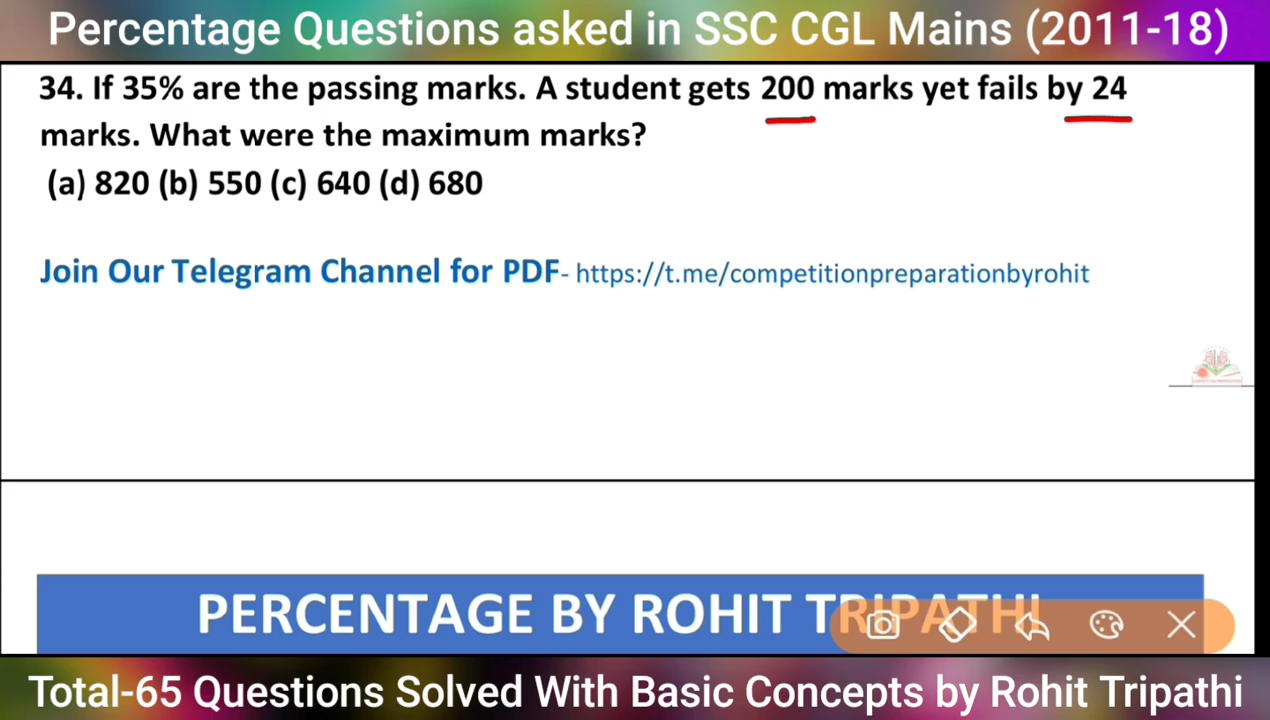 Percentage Questions asked in SSC CGL Mains (2011-18)
34. If 35% are the passing marks. A student gets 200 marks yet fails by 24
marks. What were the maximum marks?
(a) 820 (b) 550 (c) 640 (d) 680
Join Our Telegram Channel for PDF- https://t.me/competitionpreparationbyrohit
PERCENTAGE BY ROHIT TRIPATHI
Total-65 Questions Solved With Basic Concepts by Rohit Tripathi